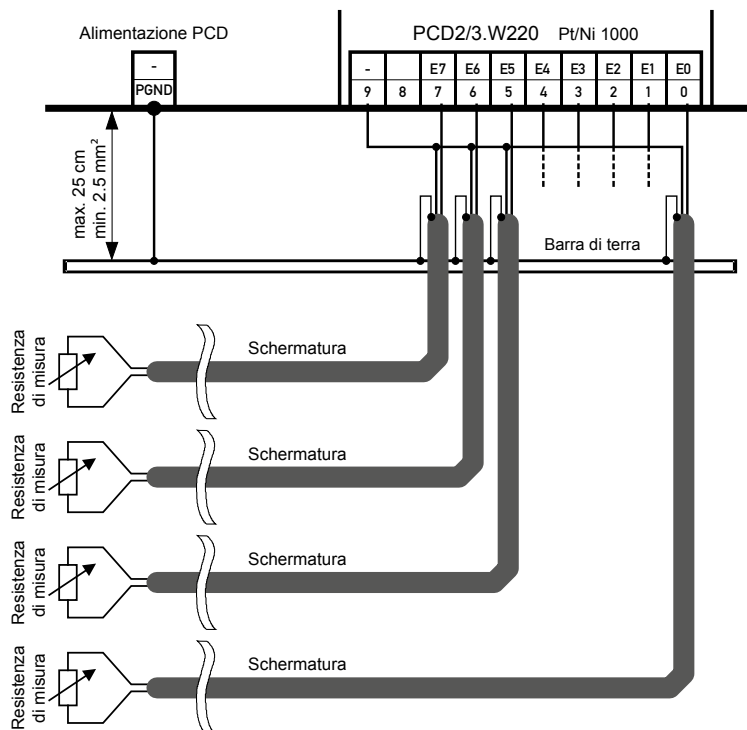 Alimentazione PCD
PCD2/3.W220 Pt/Ni 1000
-
PGND
- E7 E6 E5 E4 E3 E2 E1 E0
9 8 7 6 5 4 3 2 1 0
max. 25 cm
min. 2.5 mm²
Barra di terra
Resistenza
di misura
Schermatura
Resistenza
di misura
Schermatura
Resistenza
di misura
Schermatura
Resistenza
di misura
Schermatura